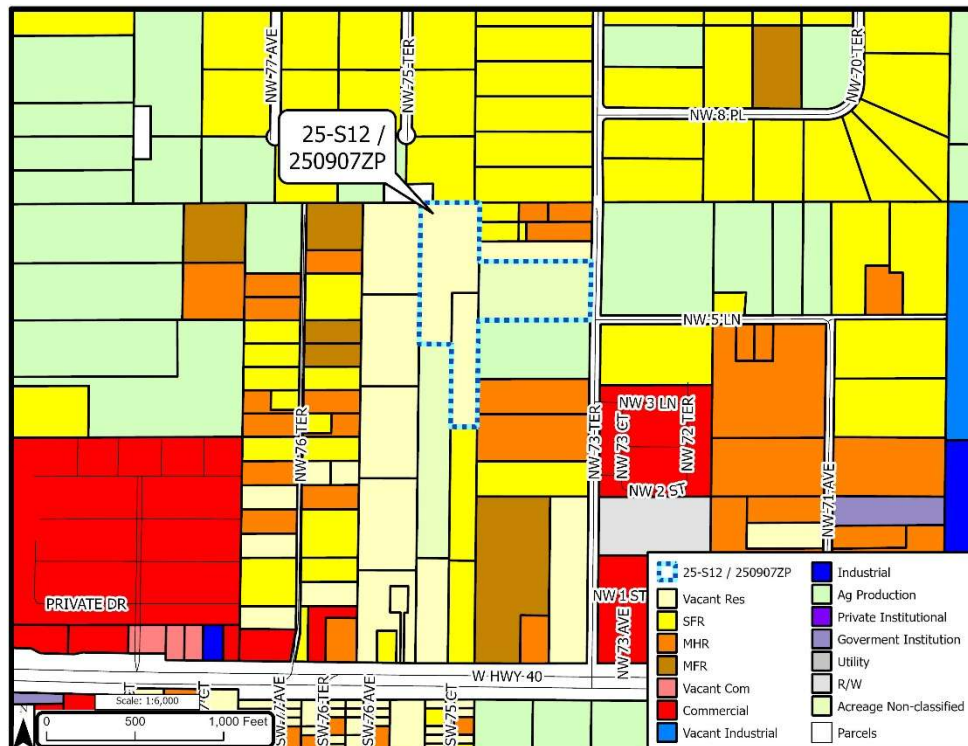 NW 77 AVE
NW 75 TER
NW 70 TER
NW 8 PL
25-S12 /
250907ZP
NW 5 LN
NW 76 TER
NW 73 TER
NW 3 LN
NW 73 CT
NW 72 TER
NW 2 ST
NW 71 AVE
NW 1 ST
NW 73 AVE
PRIVATE DR
W HWY 40
SW 77 AVE
SW 76 TER
SW 76 AVE
SW 75 CT
Scale: 1:6,000
0 500 1,000 Feet
25-S12 / 250907ZP
Vacant Res
SFR
MHR
MFR
Vacant Com
Commercial
Vacant Industrial
Industrial
Ag Production
Private Institutional
Goverment Institution
Utility
R/W
Acreage Non-classified
Parcels